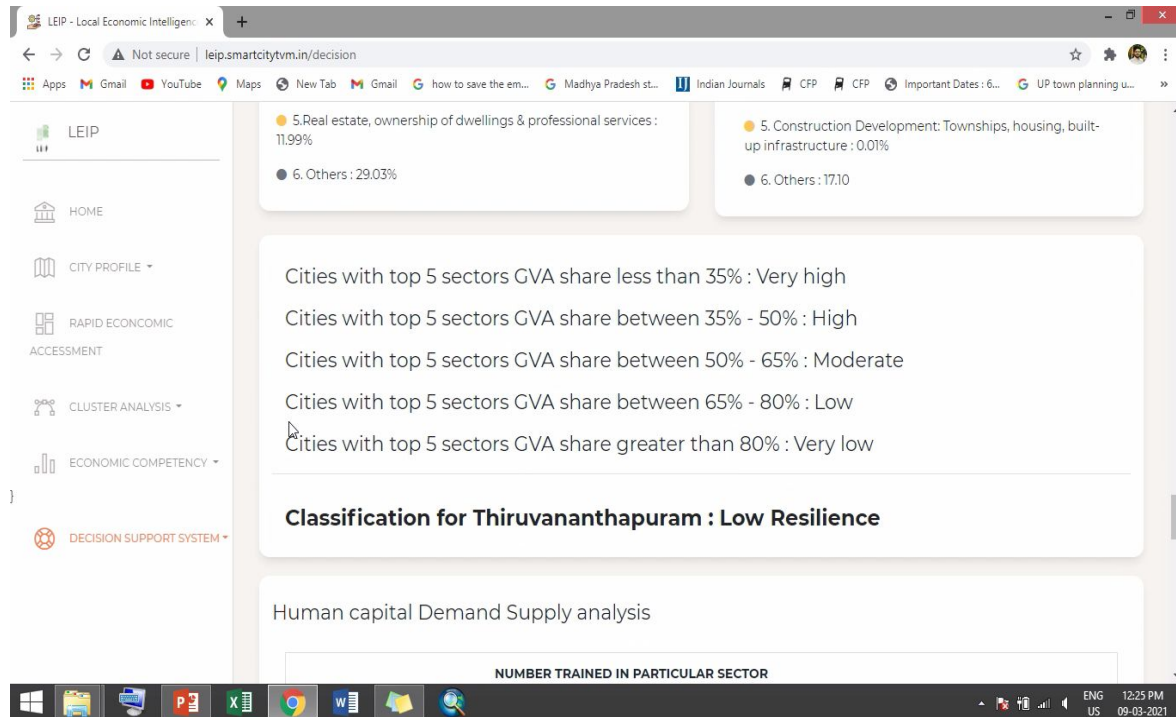 LEIP - Local Economic Intelligenc
Not secure | leip.smartcitytvm.in/decision
Apps Gmail YouTube Maps New Tab Gmail how to save the em... Madhya Pradesh st... Indian Journals CFP CFP Important Dates : 6... UP town planning u... »
LEIP
HOME
CITY PROFILE
RAPID ECONCOMIC
ACCESSMENT
CLUSTER ANALYSIS
ECONOMIC COMPETENCY
}
DECISION SUPPORT SYSTEM
5.Real estate, ownership of dwellings & professional services :
11.99%
6. Others : 29.03%
5. Construction Development: Townships, housing, built-
up infrastructure : 0.01%
6. Others : 17.10
Cities with top 5 sectors GVA share less than 35% : Very high
Cities with top 5 sectors GVA share between 35% - 50% : High
Cities with top 5 sectors GVA share between 50% - 65% : Moderate
Cities with top 5 sectors GVA share between 65% - 80% : Low
Cities with top 5 sectors GVA share greater than 80% : Very low
Classification for Thiruvananthapuram : Low Resilience
Human capital Demand Supply analysis
NUMBER TRAINED IN PARTICULAR SECTOR
ENG 12:25 PM
US 09-03-2021